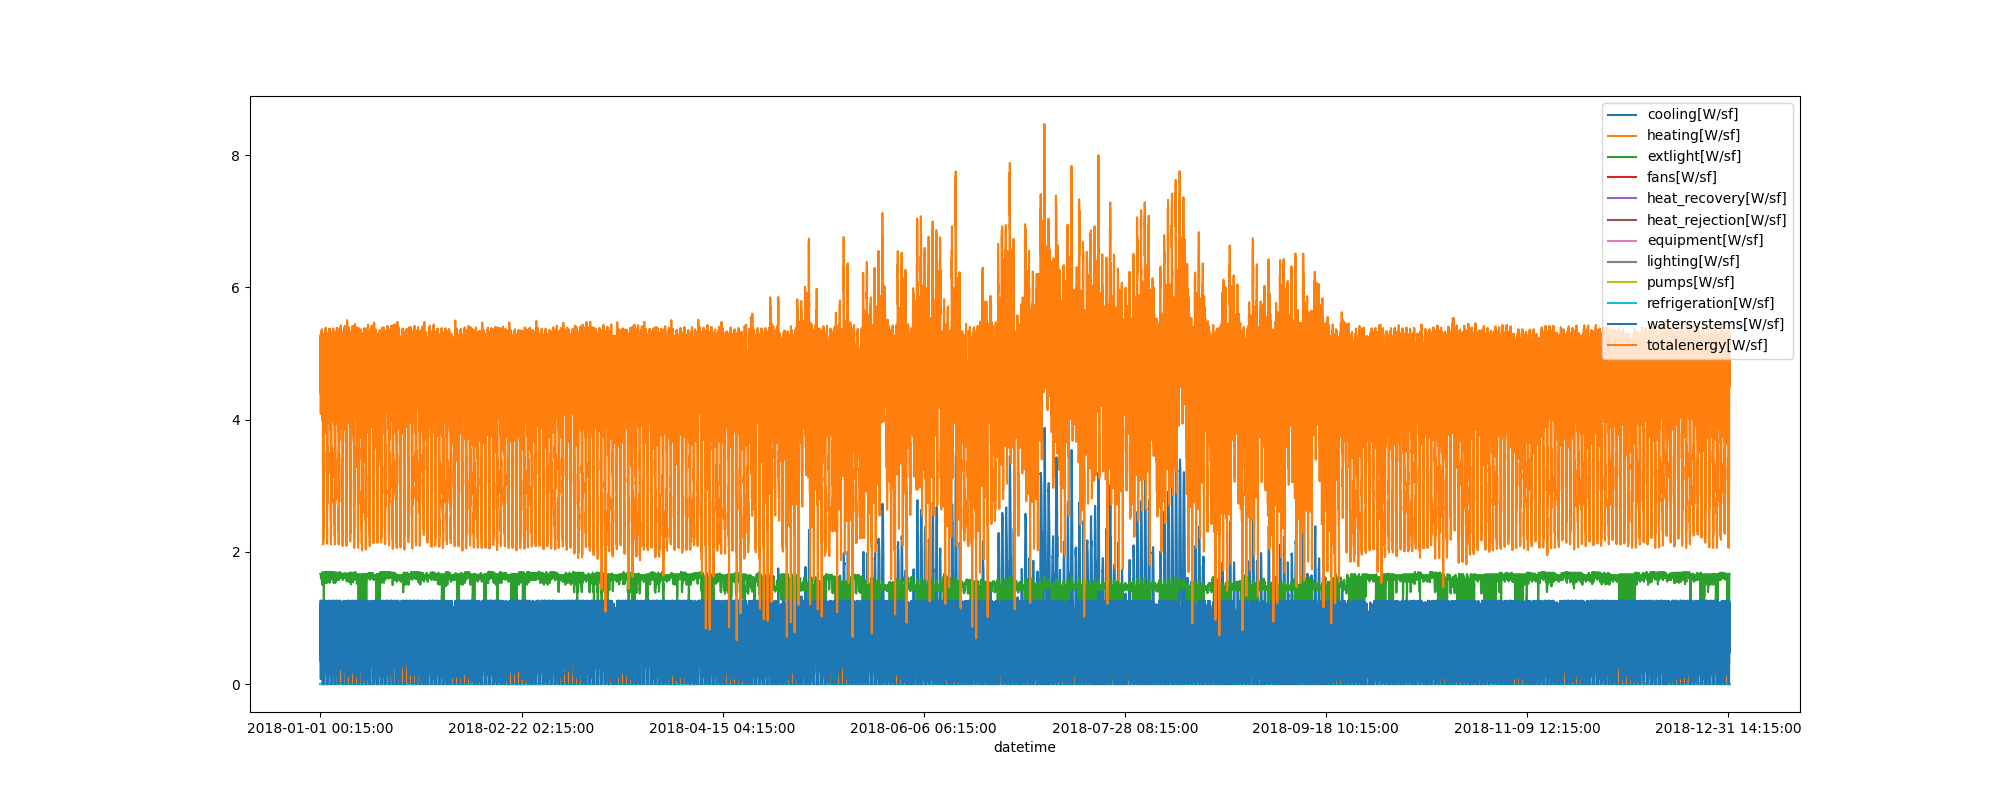 8
6
4
2
0
cooling[W/sf]
heating[W/sf]
extlight[W/sf]
fans[W/sf]
heat_recovery[W/sf]
heat_rejection[W/sf]
equipment[W/sf]
lighting[W/sf]
pumps[W/sf]
refrigeration[W/sf]
watersystems[W/sf]
totalenergy[W/sf]
2018-01-01 00:15:00 2018-02-22 02:15:00 2018-04-15 04:15:00 2018-06-06 06:15:00 2018-07-28 08:15:00 2018-09-18 10:15:00 2018-11-09 12:15:00 2018-12-31 14:15:00
datetime